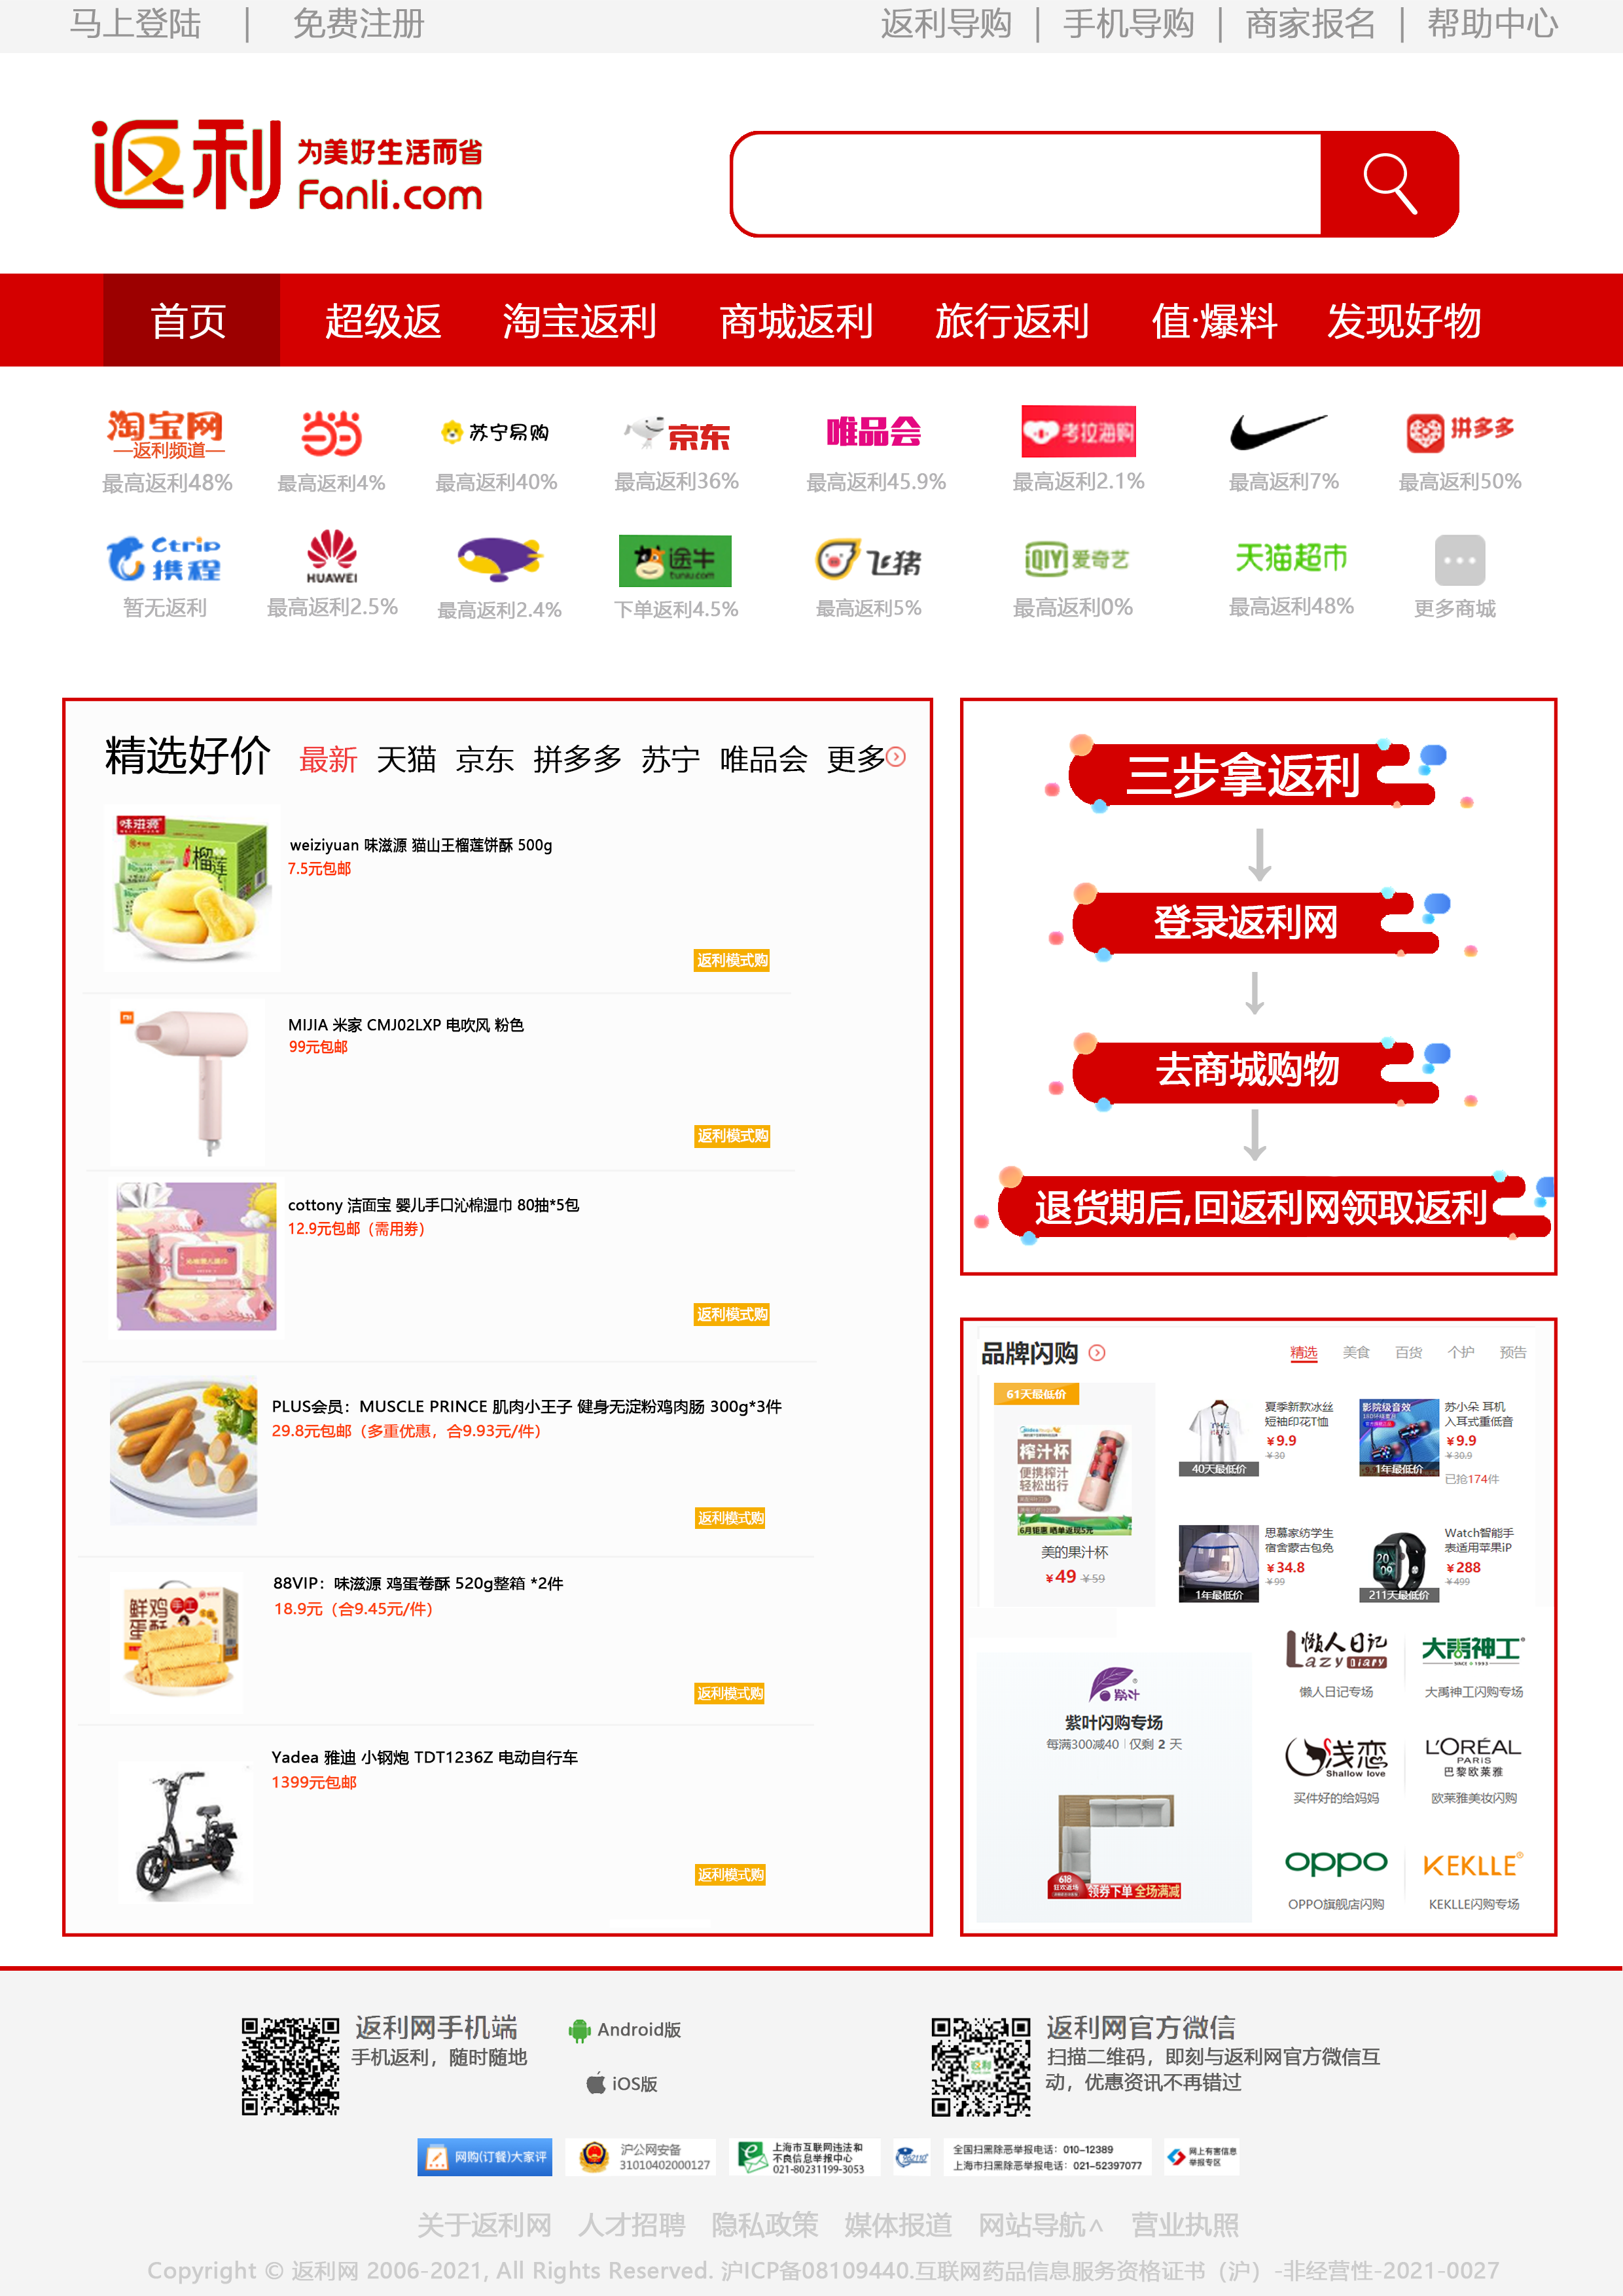 马上登陆 | 免费注册 返利导购 | 手机导购 | 商家报名 | 帮助中心
返利 为美好生活而省
Fanli.com
首页 超级返 淘宝返利 商城返利 旅行返利 值·爆料 发现好物
淘宝网
—返利频道—
当当 苏宁易购 京东 唯品会 考拉海购 拼多多
最高返利48% 最高返利4% 最高返利40% 最高返利36% 最高返利45.9% 最高返利2.1% 最高返利7% 最高返利50%
Ctrip
携程
HUAWEI
途牛
tuniu.com
飞猪 QIY 爱奇艺 天猫超市
暂无返利 最高返利2.5% 最高返利2.4% 下单返利4.5% 最高返利5% 最高返利0% 最高返利48% 更多商城
精选好价 最新 天猫 京东 拼多多 苏宁 唯品会 更多
味滋源
榴莲
weiziyuan 味滋源 猫山王榴莲饼酥 500g
7.5元包邮
返利模式购
MIJIA 米家 CMJ02LXP 电吹风 粉色
99元包邮
返利模式购
cottony 洁面宝 婴儿手口沁棉湿巾 80抽*5包
12.9元包邮（需用劵）
返利模式购
PLUS会员：MUSCLE PRINCE 肌肉小王子 健身无淀粉鸡肉肠 300g*3件
29.8元包邮（多重优惠，合9.93元/件）
返利模式购
鲜鸡蛋酥
手工
88VIP：味滋源 鸡蛋卷酥 520g整箱 *2件
18.9元（合9.45元/件）
返利模式购
Yadea 雅迪 小钢炮 TDT1236Z 电动自行车
1399元包邮
返利模式购
三步拿返利
登录返利网
去商城购物
退货期后,回返利网领取返利
品牌闪购 精选 美食 百货 个护 预告
61天最低价
榨汁杯
便携榨汁
轻松出行
6月钜惠 晒单返现5元
美的果汁杯
¥49 ¥59
夏季新款冰丝
短袖印花T恤
¥9.9
¥30
40天最低价
影院级音效
苏小朵 耳机
入耳式重低音
¥9.9
¥30.9
1年最低价
已抢174件
思慕家纺学生
宿舍蒙古包免
¥34.8
¥99
1年最低价
Watch智能手
表适用苹果iP
¥288
¥499
20
09
211天最低价
紫叶闪购专场
每满300减40 | 仅剩 2 天
618
狂欢返场
领券下单 全场满减
懒人日记
Lazy Diary
懒人日记专场
大禹神工®
SINCE 1993
大禹神工闪购专场
浅恋
Shallow love
买件好的给妈妈
L'ORÉAL
PARIS
巴黎欧莱雅
欧莱雅美妆闪购
oppo
OPPO旗舰店闪购
KEKLLE®
KEKLLE闪购专场
返利网手机端
手机返利，随时随地
Android版
iOS版
返利网官方微信
扫描二维码，即刻与返利网官方微信互
动，优惠资讯不再错过
网购(订餐)大家评
沪公网安备
31010402000127
上海市互联网违法和
不良信息举报中心
021-80231199-3053
全国扫黑除恶举报电话：010-12389
上海市扫黑除恶举报电话：021-52397077
网上有害信息
举报专区
关于返利网 人才招聘 隐私政策 媒体报道 网站导航∧ 营业执照
Copyright © 返利网 2006-2021, All Rights Reserved. 沪ICP备08109440.互联网药品信息服务资格证书（沪）-非经营性-2021-0027